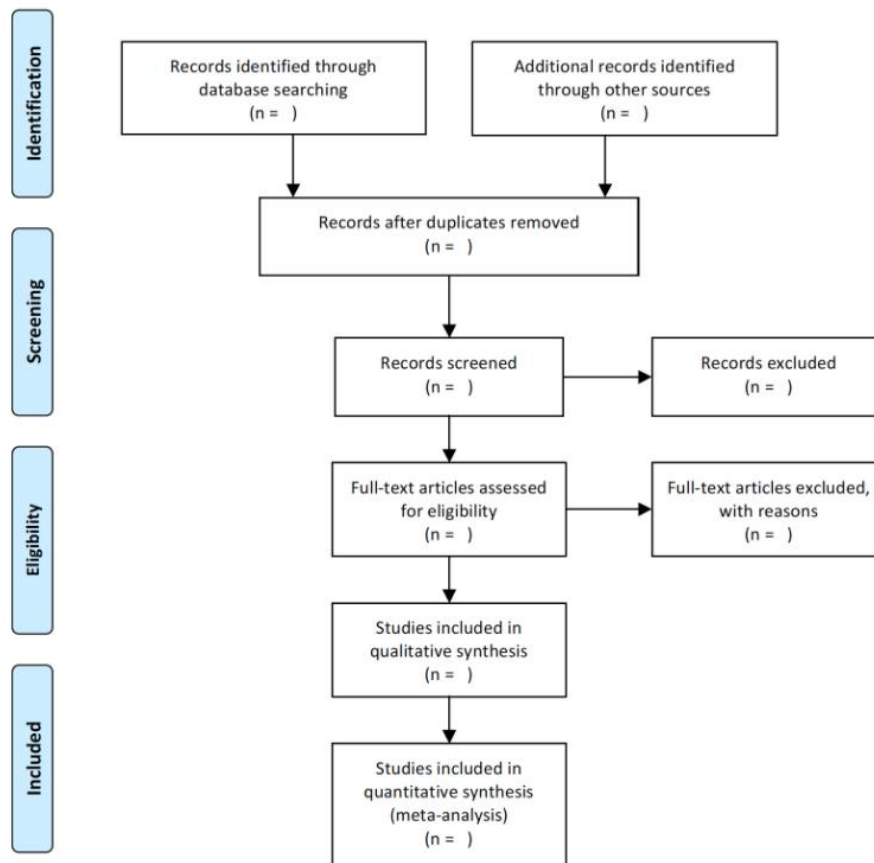 Identification
Records identified through
database searching
(n =   )
Additional records identified
through other sources
(n =   )
Records after duplicates removed
(n =   )
Screening
Records screened
(n =   )
Records excluded
(n =   )
Eligibility
Full-text articles assessed
for eligibility
(n =   )
Full-text articles excluded,
with reasons
(n =   )
Studies included in
qualitative synthesis
(n =   )
Included
Studies included in
quantitative synthesis
(meta-analysis)
(n =   )